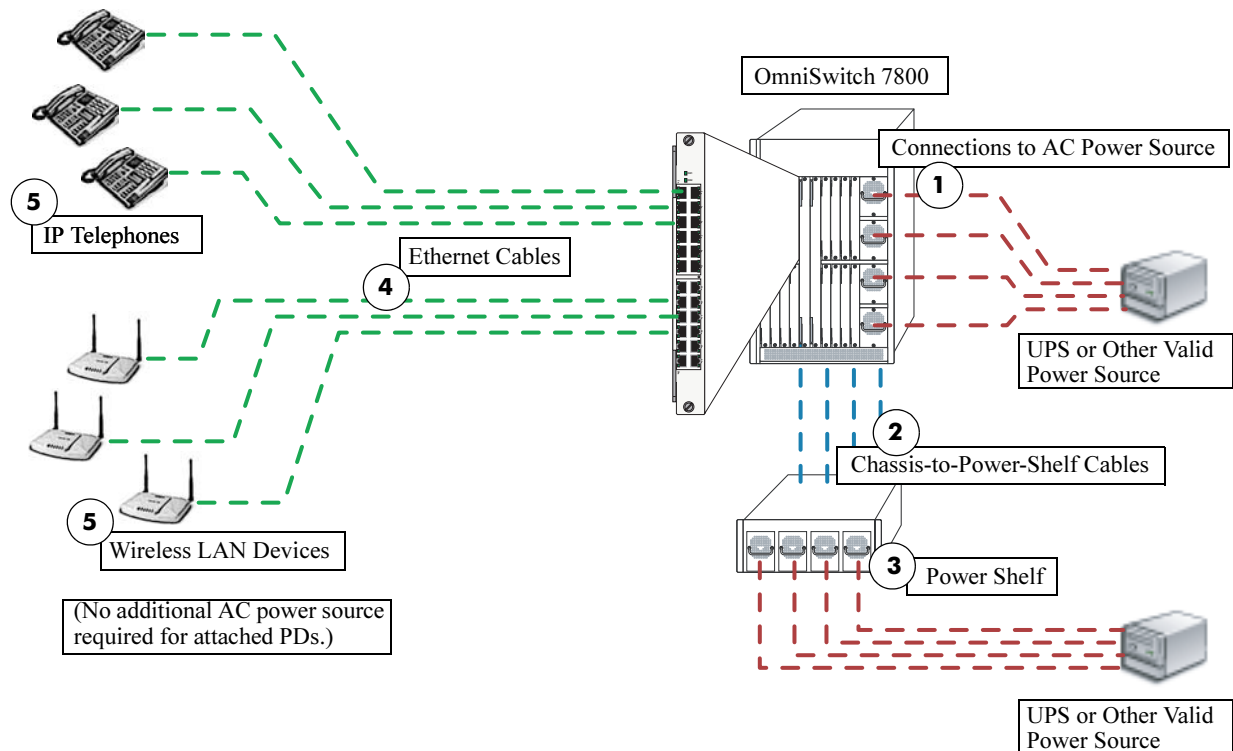 OmniSwitch 7800
Connections to AC Power Source
1
5
IP Telephones
Ethernet Cables
4
UPS or Other Valid
Power Source
2
Chassis-to-Power-Shelf Cables
5
Wireless LAN Devices
3
Power Shelf
(No additional AC power source
required for attached PDs.)
UPS or Other Valid
Power Source